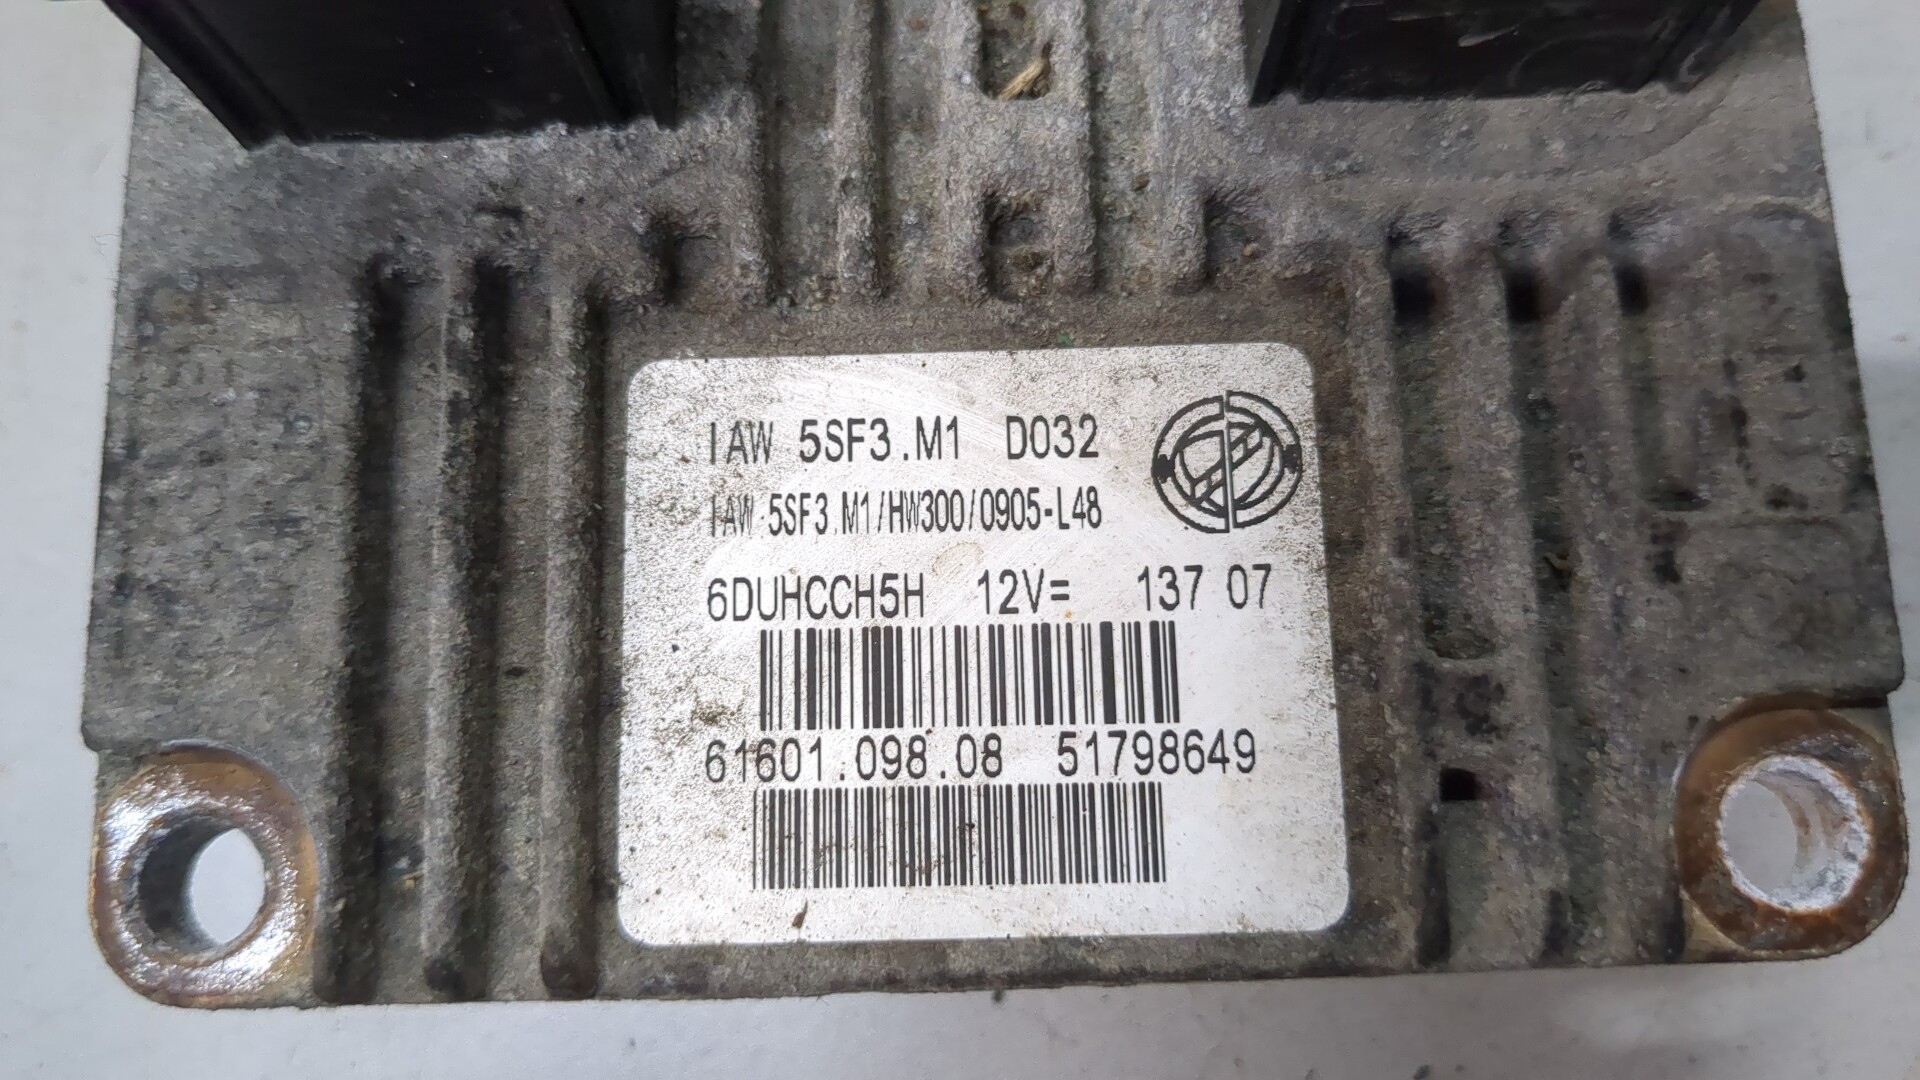 IAW 5SF3.M1 D032
IAW 5SF3.M1/HW300/0905-L48
6DUHCCH5H 12V= 137 07
61601.098.08 51798649